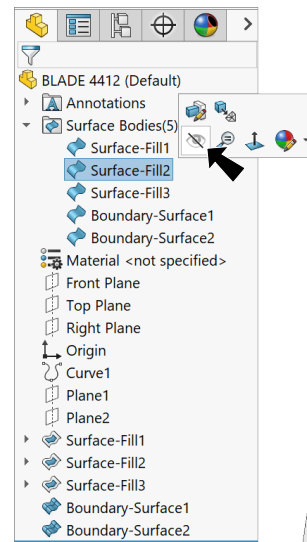 BLADE 4412 (Default)
Annotations
Surface Bodies(5)
Surface-Fill1
Surface-Fill2
Surface-Fill3
Boundary-Surface1
Boundary-Surface2
Material <not specified>
Front Plane
Top Plane
Right Plane
Origin
Curve1
Plane1
Plane2
Surface-Fill1
Surface-Fill2
Surface-Fill3
Boundary-Surface1
Boundary-Surface2